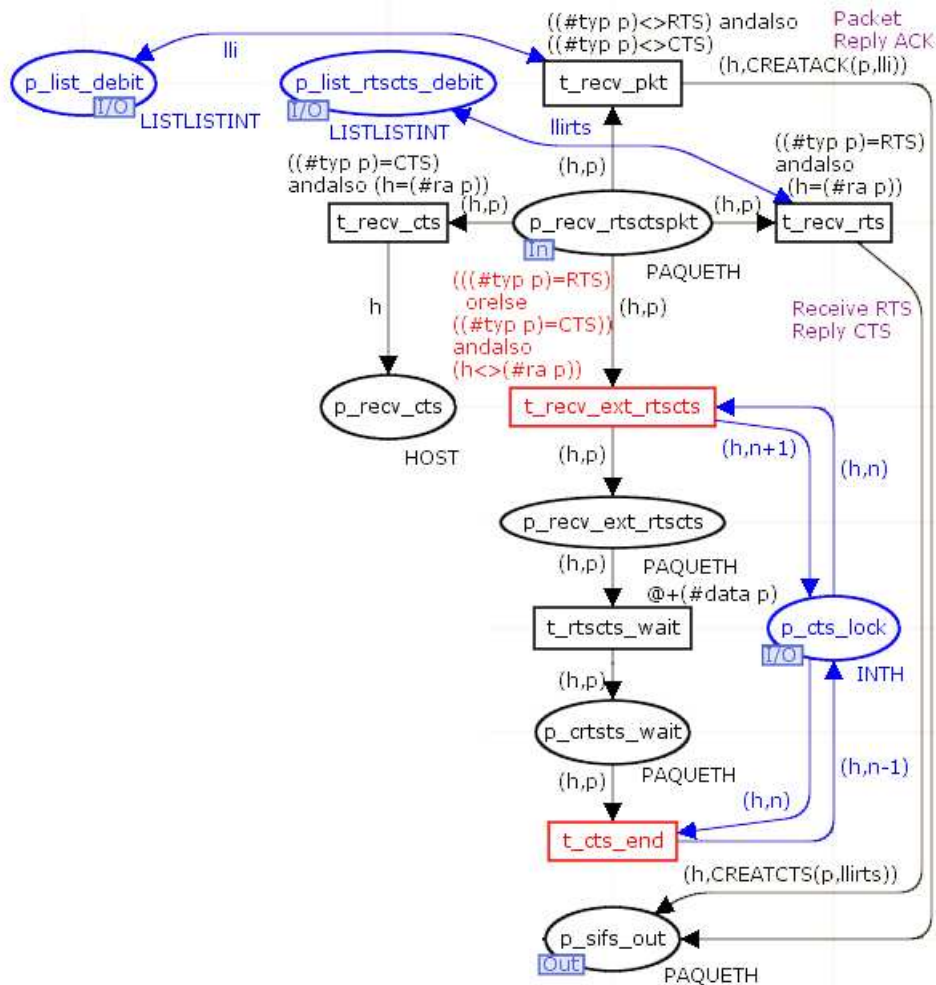 ((#typ p)<>RTS) andalso
((#typ p)<>CTS)
Packet
Reply ACK
lli
(h,CREATACK(p,lli))
p_list_debit
I/O
LISTLISTINT
p_list_rtscts_debit
I/O
LISTLISTINT
t_recv_pkt
llirts
((#typ p)=CTS)
andalso (h=(#ra p))
(h,p)
((#typ p)=RTS)
andalso
(h=(#ra p))
t_recv_cts
(h,p)
p_recv_rtsctspkt
In
PAQUETH
(h,p)
t_recv_rts
(((#typ p)=RTS)
orelse
((#typ p)=CTS))
andalso
(h<>(#ra p))
(h,p)
h
Receive RTS
Reply CTS
p_recv_cts
HOST
t_recv_ext_rtscts
(h,p)
(h,n+1)
(h,n)
p_recv_ext_rtscts
PAQUETH
(h,p)
@+(#data p)
t_rtscts_wait
p_cts_lock
I/O
INTH
(h,p)
p_crtsts_wait
PAQUETH
(h,p)
(h,n)
(h,n-1)
t_cts_end
(h,CREATCTS(p,llirts))
p_sifs_out
Out
PAQUETH